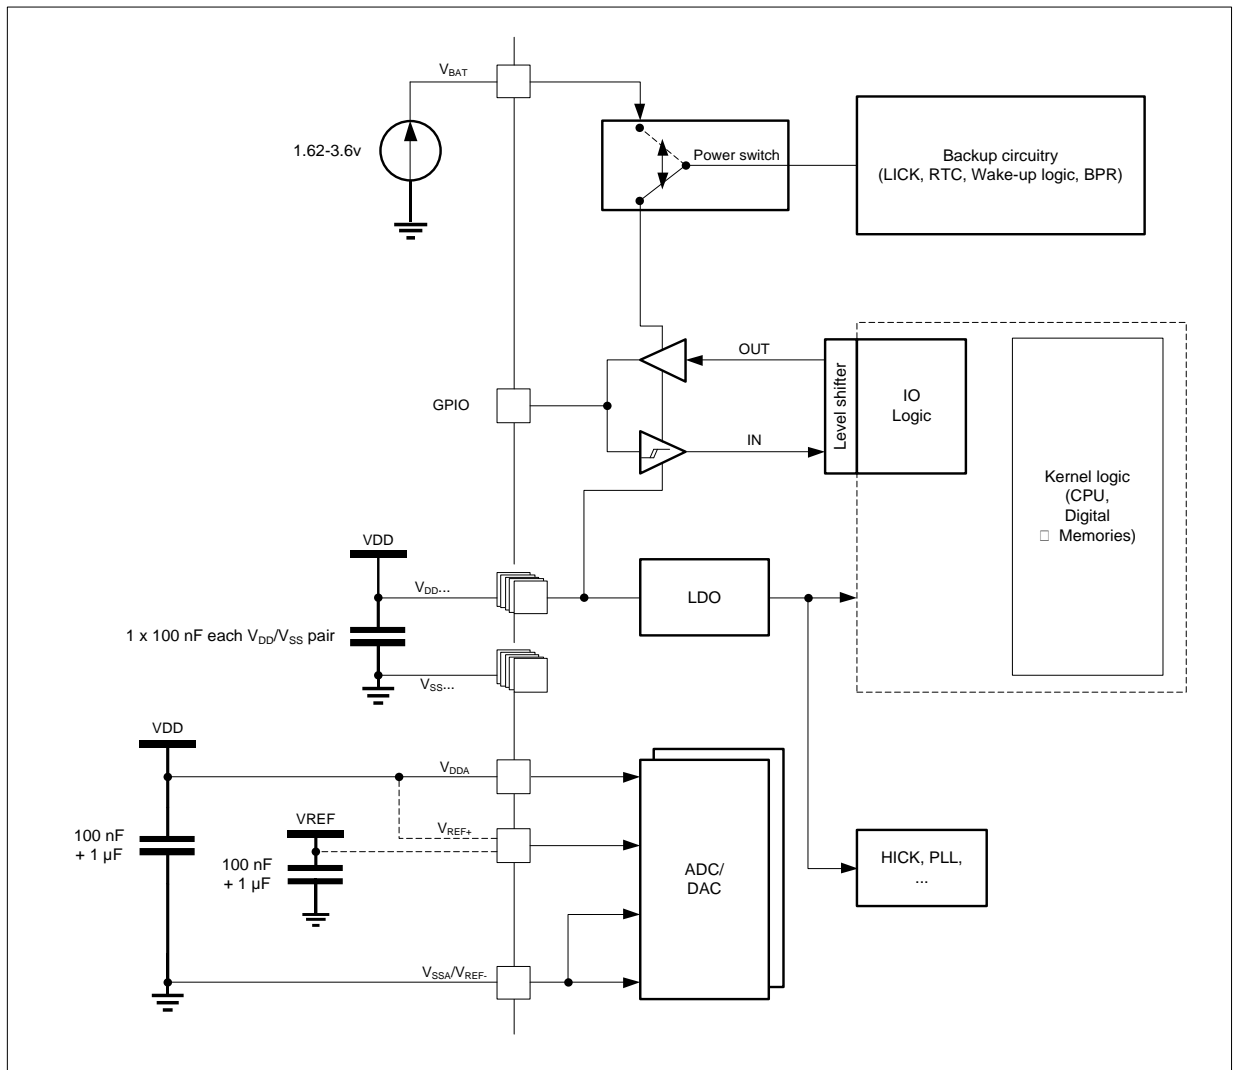 VBAT
1.62-3.6v
Power switch
Backup circuitry
(LICK, RTC, Wake-up logic, BPR)
OUT
GPIO
Level shifter
IO
Logic
IN
Kernel logic
(CPU,
Digital
□ Memories)
VDD
VDD...
LDO
1 x 100 nF each VDD/VSS pair
VSS...
VDD
VDDA
VREF
VREF+
100 nF
+ 1 µF
100 nF
+ 1 µF
ADC/
DAC
HICK, PLL,
...
VSSA/VREF-